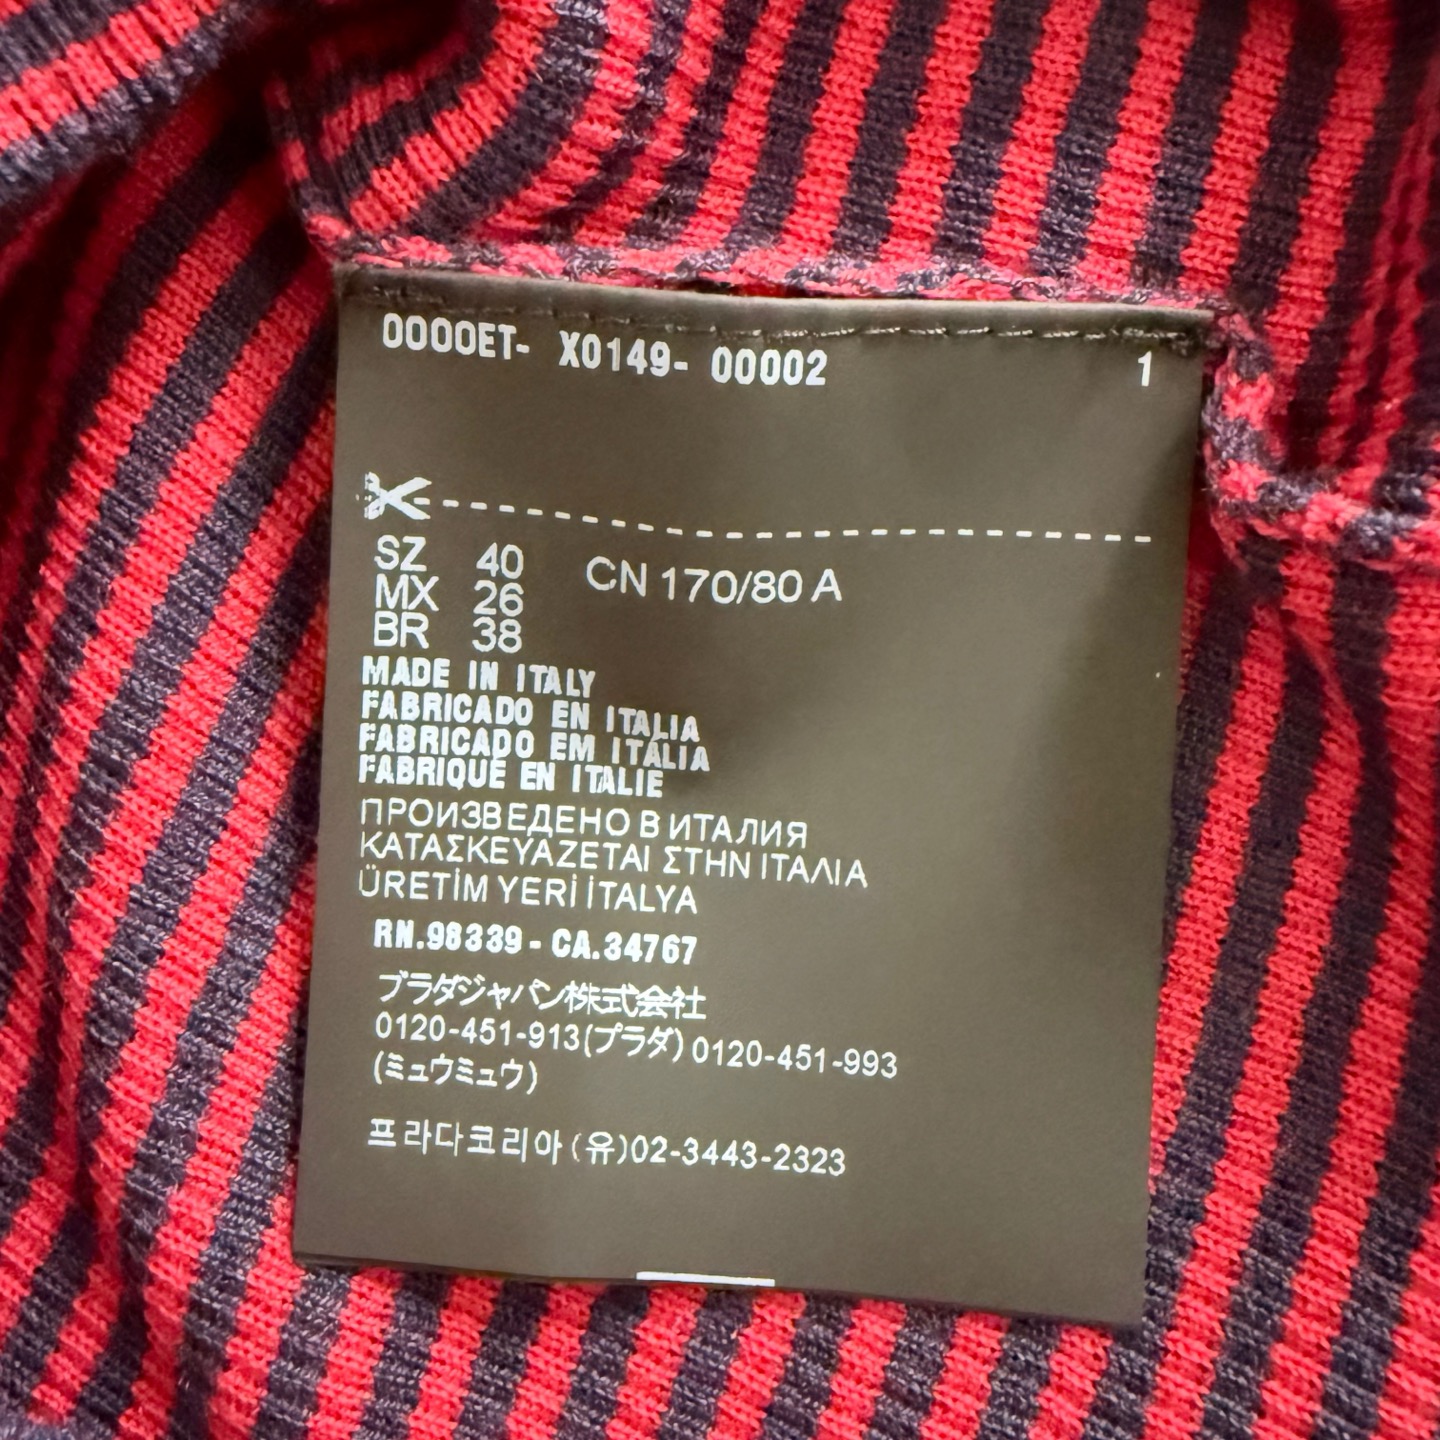 0000ET- X0149- 00002 1
SZ 40 CN 170/80 A
MX 26
BR 38
MADE IN ITALY
FABRICADO EN ITALIA
FABRICADO EM ITÁLIA
FABRIQUÉ EN ITALIE
ПРОИЗВЕДЕНО В ИТАЛИЯ
ΚΑΤΑΣΚΕΥΑΖΕΤΑΙ ΣΤΗΝ ΙΤΑΛΙΑ
ÜRETİM YERİ İTALYA
RN.98339 - CA.34767
プラダジャパン株式会社
0120-451-913(プラダ) 0120-451-993
(ミュウミュウ)
프라다코리아(유)02-3443-2323